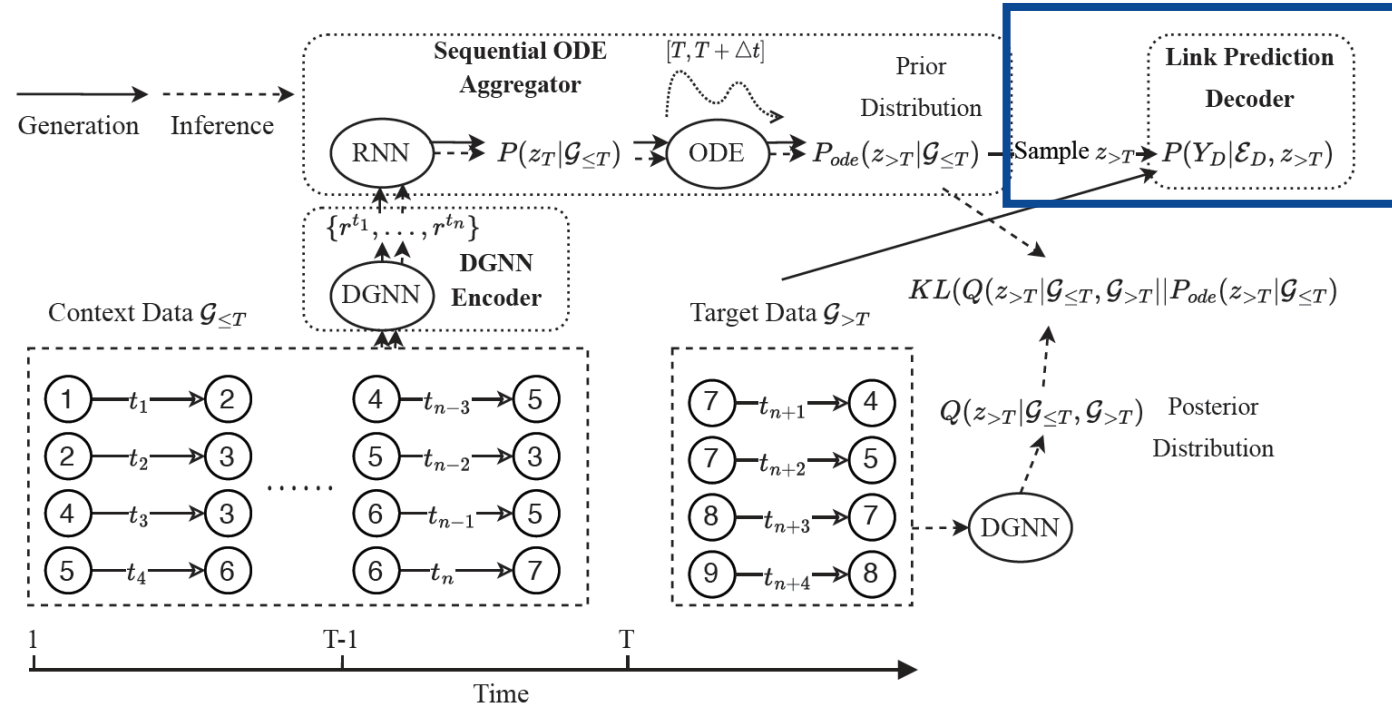 Generation
Inference
Sequential ODE
Aggregator
[T, T + △t]
Prior
Distribution
Link Prediction
Decoder
RNN
P(z_T|𝒢_{≤T})
ODE
P_{ode}(z_{>T}|𝒢_{≤T})
Sample z_{>T}
P(Y_D|ℰ_D, z_{>T})
{r^{t_1}, . . . , r^{t_n}}
DGNN
DGNN
Encoder
Context Data 𝒢_{≤T}
Target Data 𝒢_{>T}
KL(Q(z_{>T}|𝒢_{≤T}, 𝒢_{>T}||P_{ode}(z_{>T}|𝒢_{≤T})
1 t_1 2
2 t_2 3
4 t_3 3
5 t_4 6
......
4 t_{n-3} 5
5 t_{n-2} 3
6 t_{n-1} 5
6 t_n 7
7 t_{n+1} 4
7 t_{n+2} 5
8 t_{n+3} 7
9 t_{n+4} 8
Q(z_{>T}|𝒢_{≤T}, 𝒢_{>T})
Posterior
Distribution
DGNN
1 T-1 T
Time